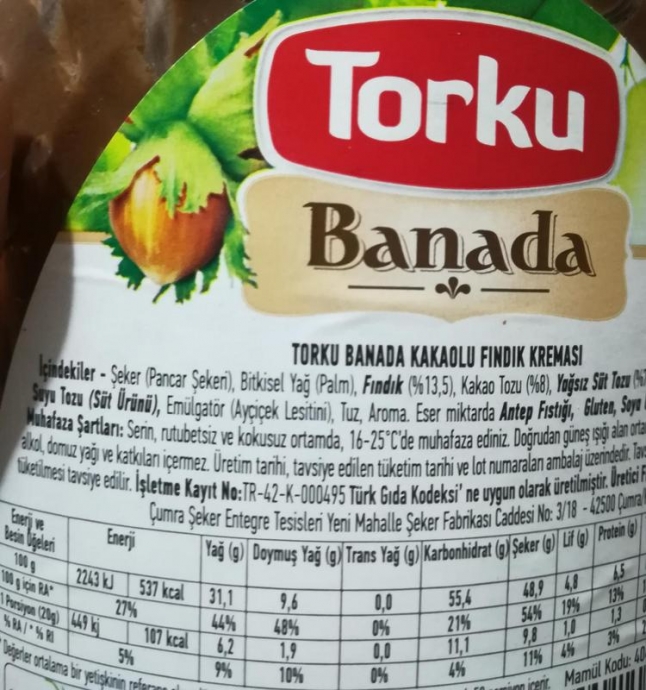 Torku
Banada
TORKU BANADA KAKAOLU FINDIK KREMASI
İçindekiler - Şeker (Pancar Şekeri), Bitkisel Yağ (Palm), Fındık (%13,5), Kakao Tozu (%8), Yağsız Süt Tozu
Suyu Tozu (Süt Ürünü), Emülgatör (Ayçiçek Lesitini), Tuz, Aroma. Eser miktarda Antep Fıstığı, Gluten, Soya
Muhafaza Şartları: Serin, rutubetsiz ve kokusuz ortamda, 16-25°C'de muhafaza ediniz. Doğrudan güneş ışığı alan
alkol, domuz yağı ve katkıları içermez. Üretim tarihi, tavsiye edilen tüketim tarihi ve lot numaraları ambalaj üzerindedir.
tüketilmesi tavsiye edilir. İşletme Kayıt No:TR-42-K-000495 Türk Gıda Kodeksi' ne uygun olarak üretilmiştir. Üretici
Çumra Şeker Entegre Tesisleri Yeni Mahalle Şeker Fabrikası Caddesi No: 3/18 - 42500 Çumra/
Enerji ve Besin Öğeleri Enerji Yağ (g) Doymuş Yağ (g) Trans Yağ (g) Karbonhidrat (g) Şeker (g) Lif (g) Protein (g)
100 g 2243 kJ 537 kcal 31,1 9,6 0,0 55,4 48,9 4,8 6,5
100 g için RA* 27% 44% 48% 0% 21% 54% 19% 13%
1 Porsiyon (20g) 449 kj 107 kcal 6,2 1,9 0,0 11,1 9,8 1,0 1,3
% RA / * % RI 5% 9% 10% 0% 4% 11% 4% 3%
Değerler ortalama bir yetişkinin
içerir. Mamül Kodu: